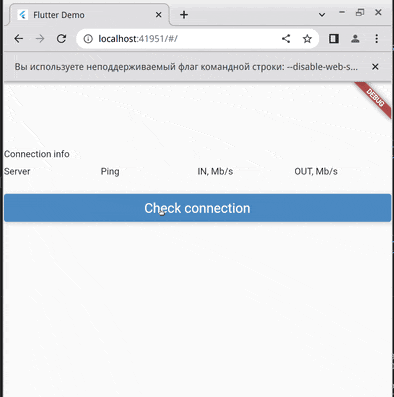 Flutter Demo
localhost:41951/#/
Вы используете неподдерживаемый флаг командной строки: --disable-web-s...
DEBUG
Connection info
Server Ping IN, Mb/s OUT, Mb/s
Check connection